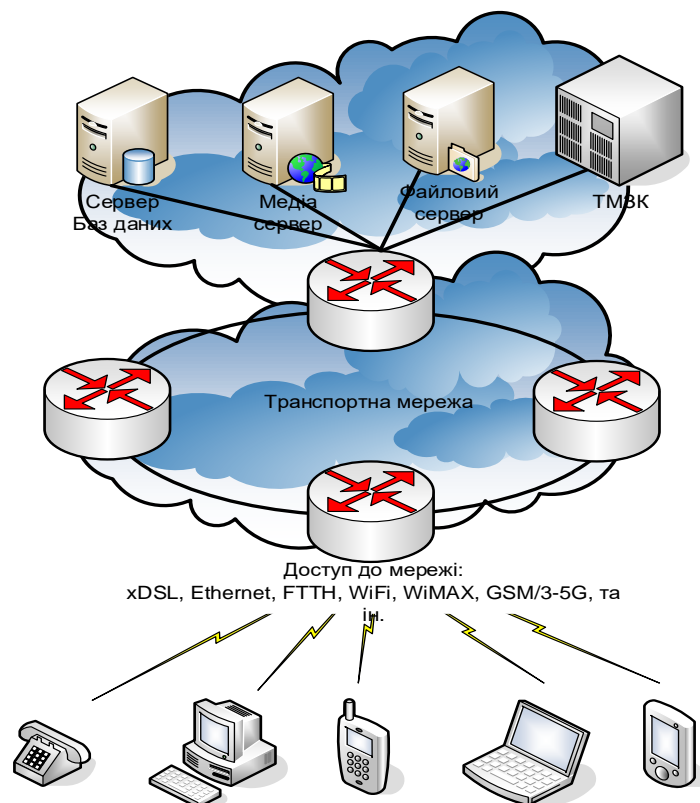 Сервер
Баз даних
Медіа
сервер
Файловий
сервер
ТМЗК
Транспортна мережа
Доступ до мережі:
xDSL, Ethernet, FTTH, WiFi, WiMAX, GSM/3-5G, та
ін.